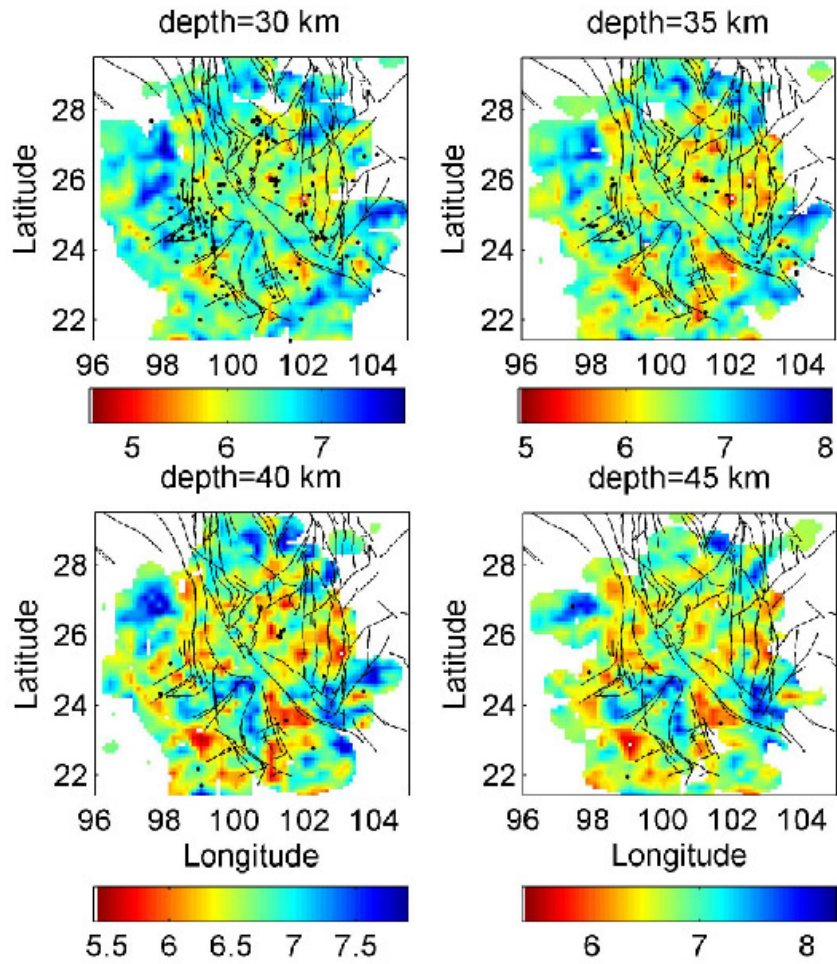 depth=30 km
depth=35 km
Latitude
28
26
24
22
96 98 100 102 104
Latitude
28
26
24
22
96 98 100 102 104
5 6 7
5 6 7 8
depth=40 km
depth=45 km
Latitude
28
26
24
22
96 98 100 102 104
Longitude
Latitude
28
26
24
22
96 98 100 102 104
Longitude
5.5 6 6.5 7 7.5
6 7 8